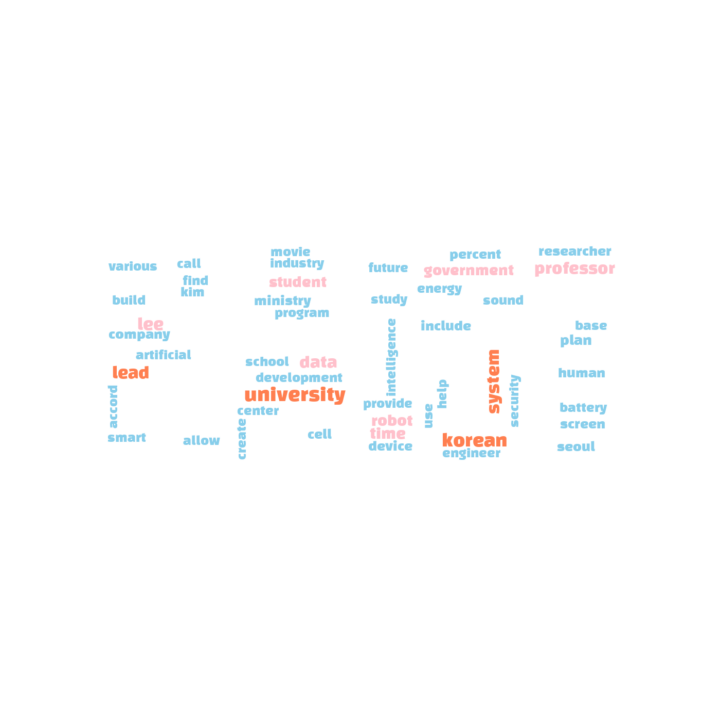 various
call
find
kim
build
lee
company
artificial
lead
accord
smart
allow
movie
industry
student
ministry
program
school
data
development
university
center
create
cell
future
study
intelligence
provide
robot
time
device
percent
government
energy
sound
include
system
help
use
security
korean
engineer
researcher
professor
base
plan
human
battery
screen
seoul